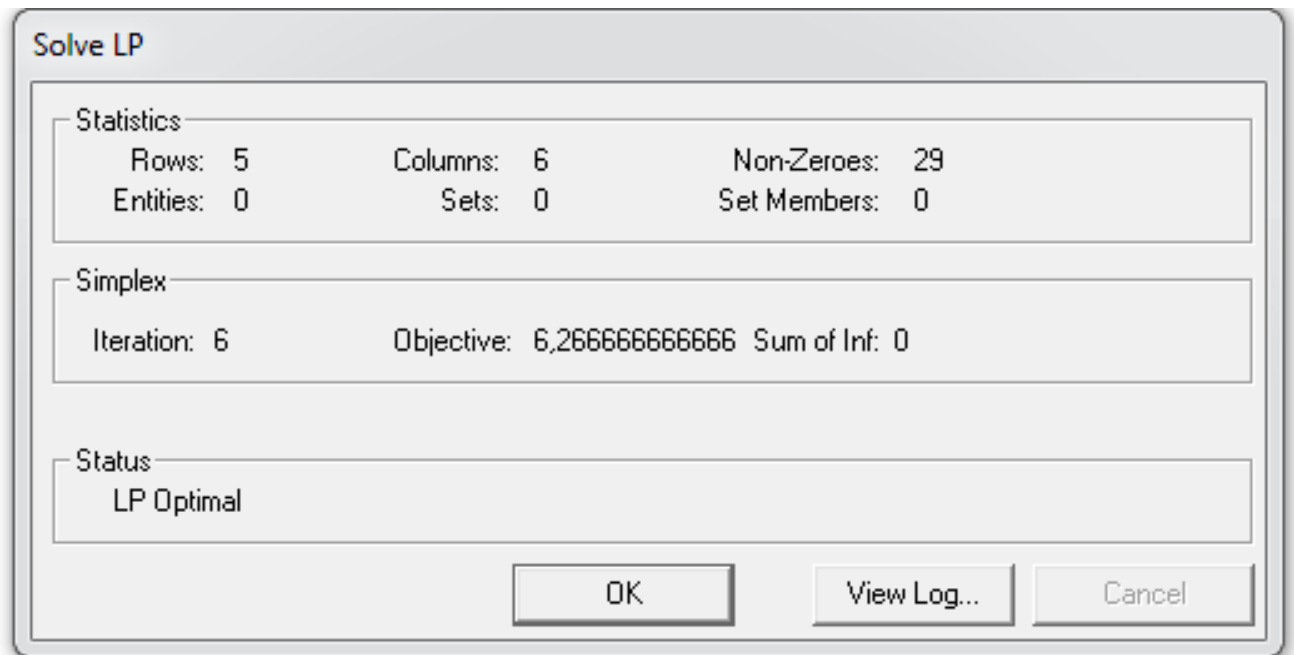 Solve LP
Statistics
Rows: 5 Columns: 6 Non-Zeroes: 29
Entities: 0 Sets: 0 Set Members: 0
Simplex
Iteration: 6 Objective: 6,266666666666 Sum of Inf: 0
Status
LP Optimal
OK View Log... Cancel